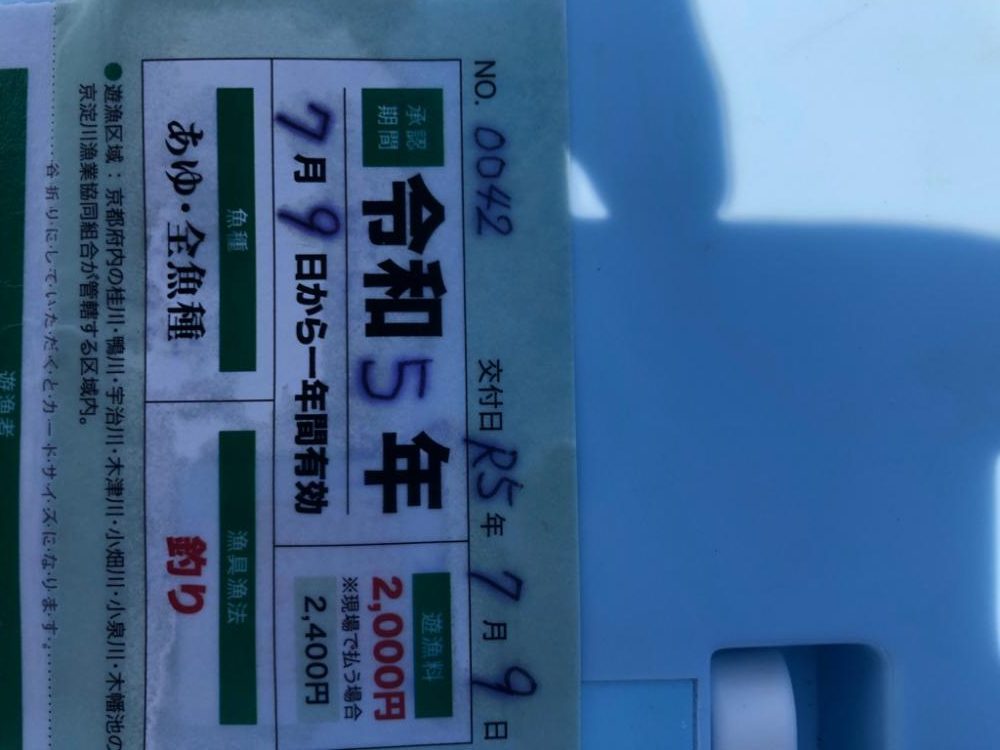 NO. 0042 交付日 R5年 7月 9日
承認期間
令和5年
7月9日から一年間有効
遊漁料
2,000円
※現場で払う場合
2,400円
魚種
あゆ・全魚種
漁具漁法
釣り
●遊漁区域：京都府内の桂川・鴨川・宇治川・木津川・小畑川・小泉川・木幡池の
京淀川漁業協同組合が管轄する区域内。
谷折りにしていただくとカードサイズになります。
遊漁者